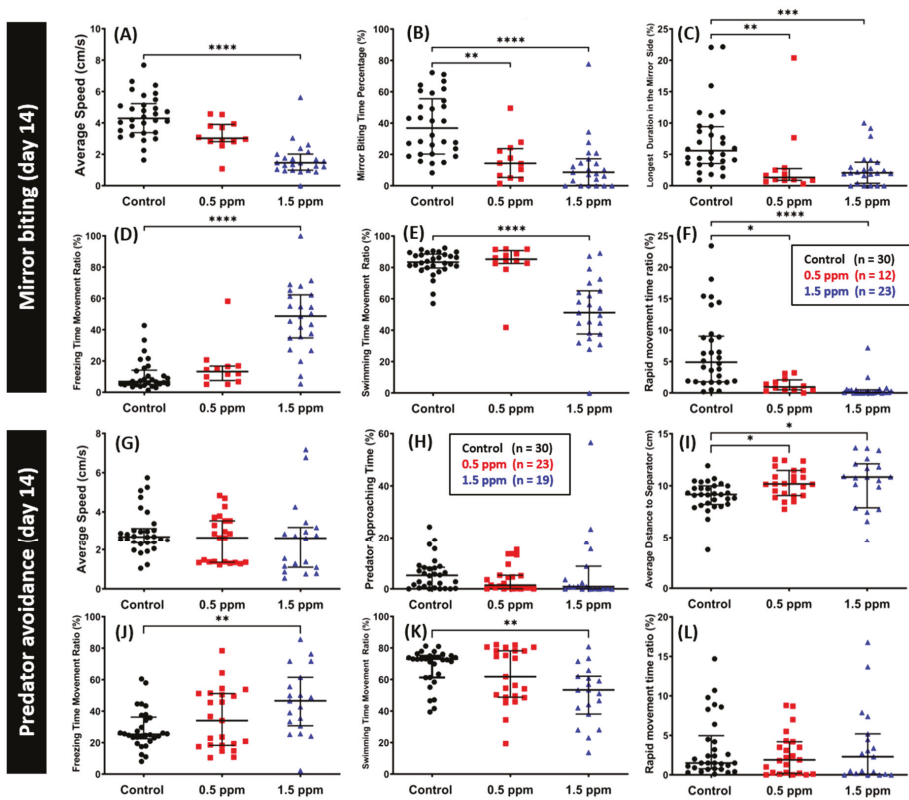 Mirror biting (day 14)
(A)
Average Speed (cm/s)
8
6
4
2
0
****
Control
0.5 ppm
1.5 ppm
(B)
Mirror Biting Time Percentage (%)
100
80
60
40
20
0
****
**
Control
0.5 ppm
1.5 ppm
(C)
Longest Duration in the Mirror Side (%)
25
20
15
10
5
0
***
**
Control
0.5 ppm
1.5 ppm
(D)
Freezing Time Movement Ratio (%)
100
80
60
40
20
0
****
Control
0.5 ppm
1.5 ppm
(E)
Swimming Time Movement Ratio (%)
100
80
60
40
20
0
****
Control
0.5 ppm
1.5 ppm
(F)
Rapid movement time ratio (%)
25
20
15
10
5
0
****
*
Control (n = 30)
0.5 ppm (n = 12)
1.5 ppm (n = 23)
Control
0.5 ppm
1.5 ppm
Predator avoidance (day 14)
(G)
Average Speed (cm/s)
8
6
4
2
0
Control
0.5 ppm
1.5 ppm
(H)
Predator Approaching Time (%)
60
40
20
0
Control (n = 30)
0.5 ppm (n = 23)
1.5 ppm (n = 19)
Control
0.5 ppm
1.5 ppm
(I)
Average Dstance to Separator (cm)
15
10
5
0
*
*
Control
0.5 ppm
1.5 ppm
(J)
Freezing Time Movement Ratio (%)
100
80
60
40
20
0
**
Control
0.5 ppm
1.5 ppm
(K)
Swimming Time Movement Ratio (%)
100
80
60
40
20
0
**
Control
0.5 ppm
1.5 ppm
(L)
Rapid movement time ratio (%)
20
15
10
5
0
Control
0.5 ppm
1.5 ppm